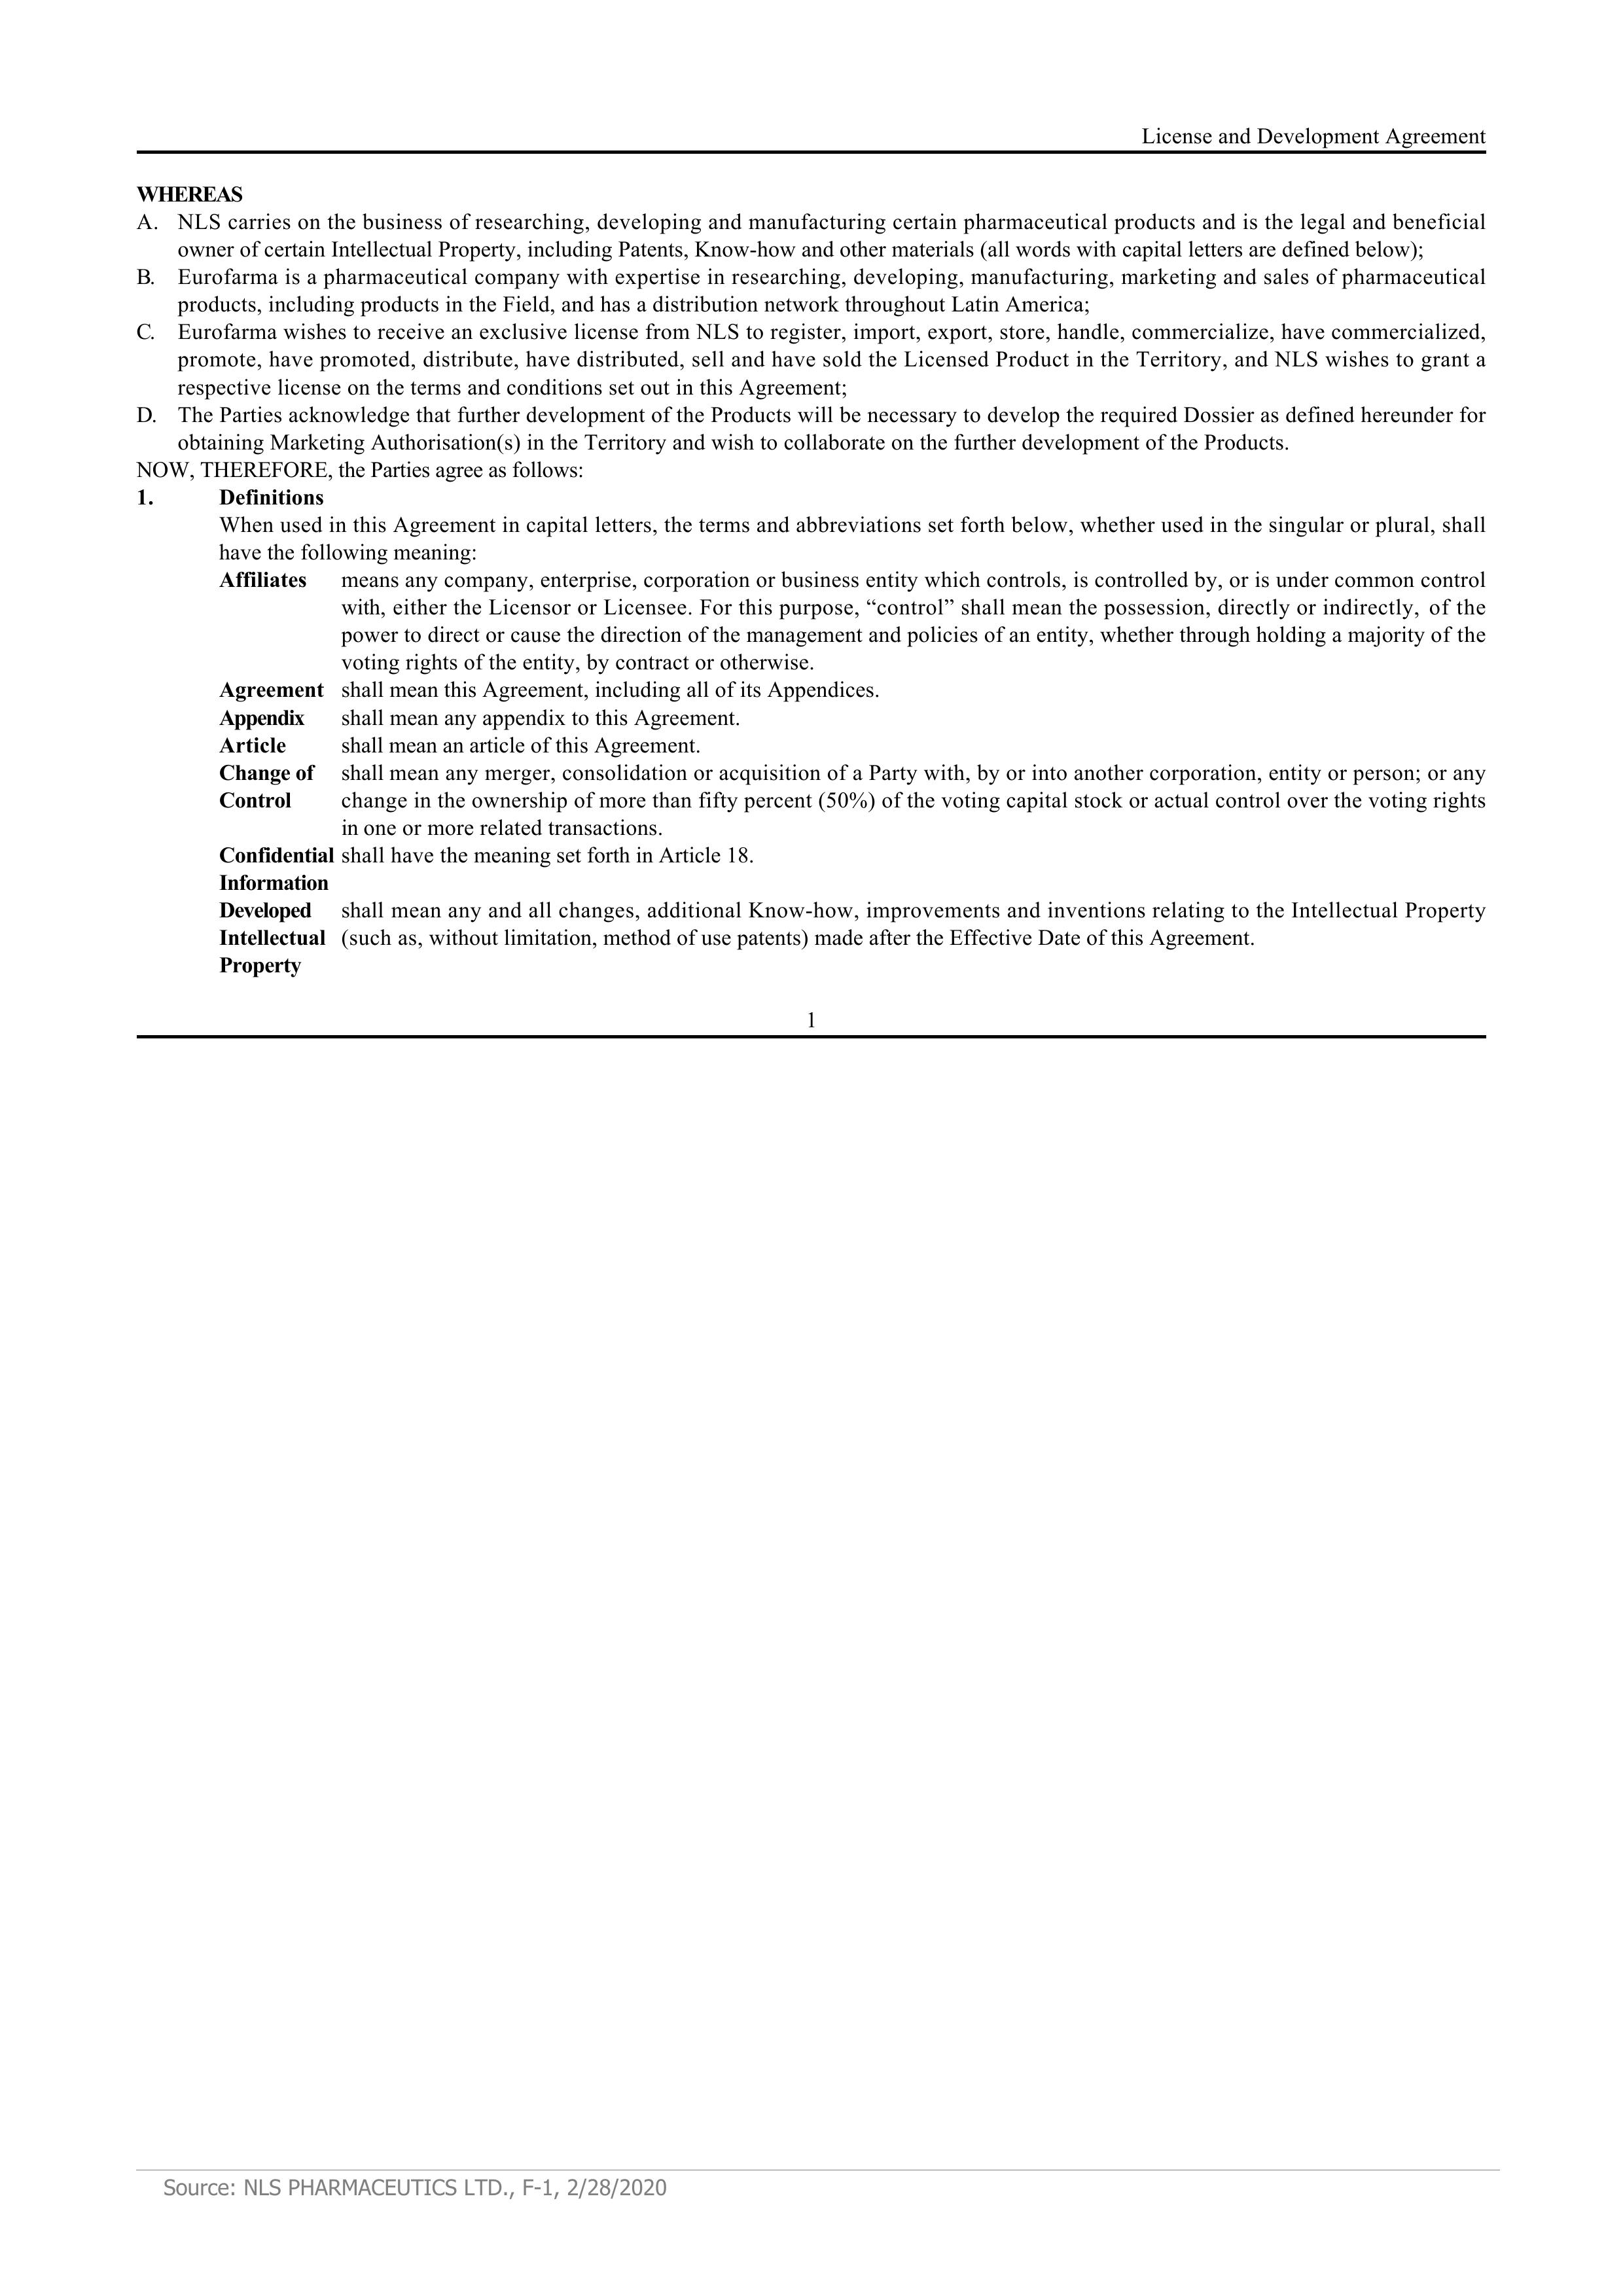 License and Development Agreement
WHEREAS
A. NLS carries on the business of researching, developing and manufacturing certain pharmaceutical products and is the legal and beneficial
owner of certain Intellectual Property, including Patents, Know-how and other materials (all words with capital letters are defined below);
B. Eurofarma is a pharmaceutical company with expertise in researching, developing, manufacturing, marketing and sales of pharmaceutical
products, including products in the Field, and has a distribution network throughout Latin America;
C. Eurofarma wishes to receive an exclusive license from NLS to register, import, export, store, handle, commercialize, have commercialized,
promote, have promoted, distribute, have distributed, sell and have sold the Licensed Product in the Territory, and NLS wishes to grant a
respective license on the terms and conditions set out in this Agreement;
D. The Parties acknowledge that further development of the Products will be necessary to develop the required Dossier as defined hereunder for
obtaining Marketing Authorisation(s) in the Territory and wish to collaborate on the further development of the Products.
NOW, THEREFORE, the Parties agree as follows:
1. Definitions
When used in this Agreement in capital letters, the terms and abbreviations set forth below, whether used in the singular or plural, shall
have the following meaning:
Affiliates means any company, enterprise, corporation or business entity which controls, is controlled by, or is under common control
with, either the Licensor or Licensee. For this purpose, “control” shall mean the possession, directly or indirectly, of the
power to direct or cause the direction of the management and policies of an entity, whether through holding a majority of the
voting rights of the entity, by contract or otherwise.
Agreement shall mean this Agreement, including all of its Appendices.
Appendix shall mean any appendix to this Agreement.
Article shall mean an article of this Agreement.
Change of shall mean any merger, consolidation or acquisition of a Party with, by or into another corporation, entity or person; or any
Control change in the ownership of more than fifty percent (50%) of the voting capital stock or actual control over the voting rights
in one or more related transactions.
Confidential shall have the meaning set forth in Article 18.
Information
Developed shall mean any and all changes, additional Know-how, improvements and inventions relating to the Intellectual Property
Intellectual (such as, without limitation, method of use patents) made after the Effective Date of this Agreement.
Property
1
Source: NLS PHARMACEUTICS LTD., F-1, 2/28/2020